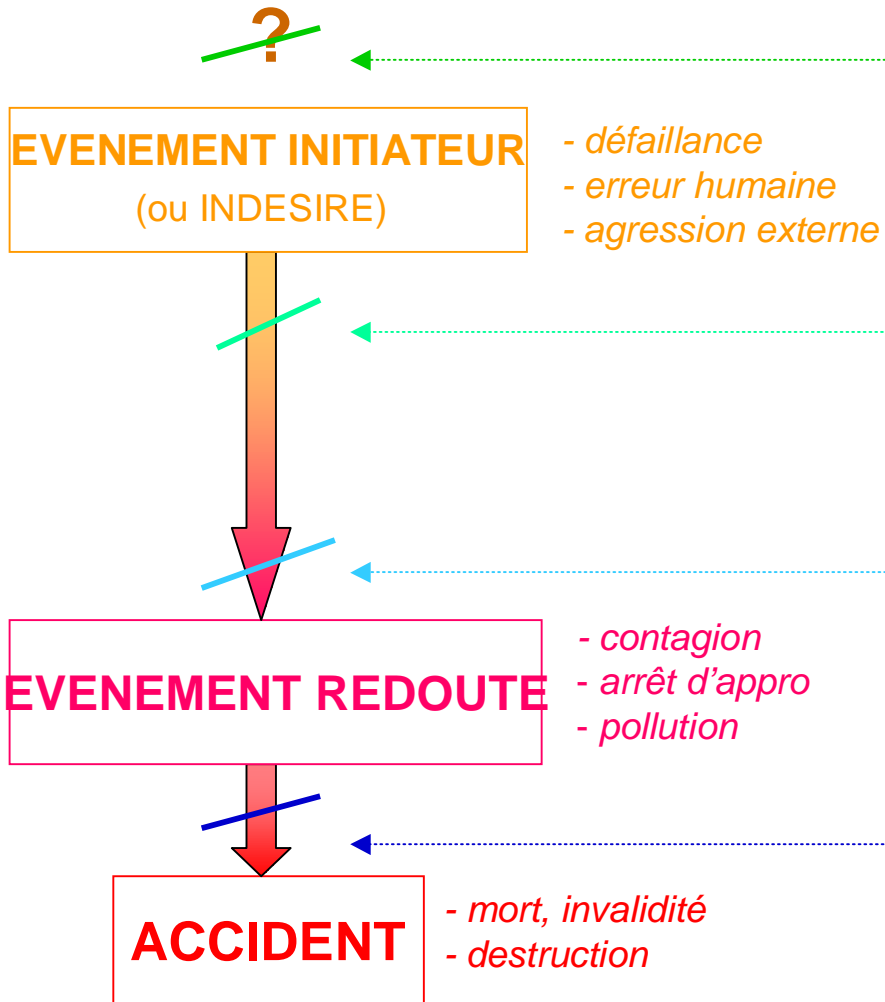 ?
EVENEMENT INITIATEUR
(ou INDESIRE)
- défaillance
- erreur humaine
- agression externe
EVENEMENT REDOUTE
- contagion
- arrêt d’appro
- pollution
ACCIDENT
- mort, invalidité
- destruction